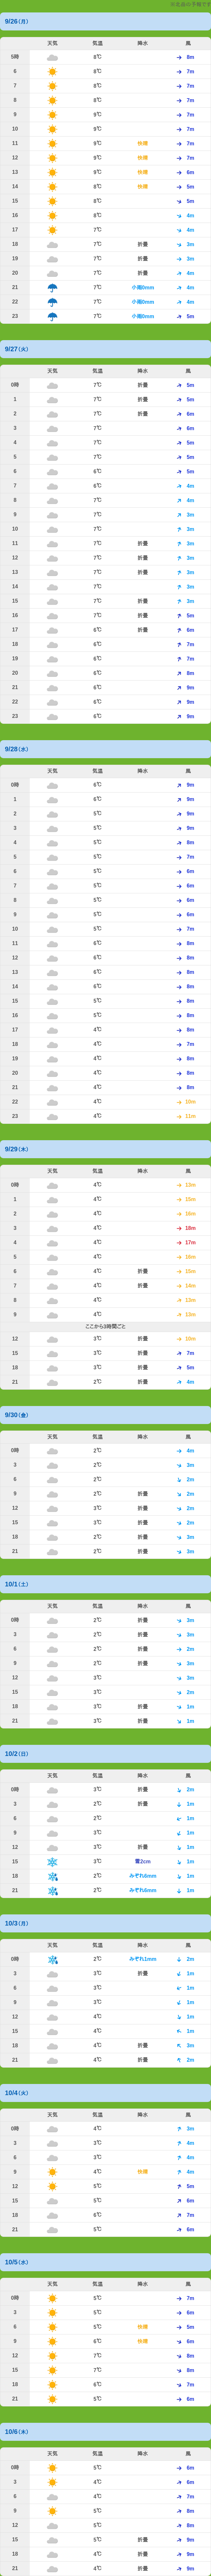 9/26(月)
天気 気温 降水 風
5時 8℃ 8m
6 8℃ 7m
7 8℃ 7m
8 8℃ 7m
9 9℃ 7m
10 9℃ 7m
11 9℃ 快晴 7m
12 9℃ 快晴 7m
13 9℃ 快晴 6m
14 8℃ 快晴 5m
15 8℃ 5m
16 8℃ 4m
17 7℃ 4m
18 7℃ 折曇 3m
19 7℃ 折曇 3m
20 7℃ 折曇 4m
21 7℃ 小雨0mm 4m
22 7℃ 小雨0mm 4m
23 7℃ 小雨0mm 5m
9/27(火)
天気 気温 降水 風
0時 7℃ 折曇 5m
1 7℃ 折曇 5m
2 7℃ 折曇 6m
3 7℃ 6m
4 7℃ 5m
5 7℃ 5m
6 6℃ 5m
7 6℃ 4m
8 7℃ 4m
9 7℃ 3m
10 7℃ 3m
11 7℃ 折曇 3m
12 7℃ 折曇 3m
13 7℃ 折曇 3m
14 7℃ 3m
15 7℃ 折曇 3m
16 7℃ 折曇 5m
17 6℃ 折曇 6m
18 6℃ 7m
19 6℃ 7m
20 6℃ 8m
21 6℃ 9m
22 6℃ 9m
23 6℃ 9m
9/28(水)
天気 気温 降水 風
0時 6℃ 9m
1 6℃ 9m
2 5℃ 9m
3 5℃ 9m
4 5℃ 8m
5 5℃ 7m
6 5℃ 6m
7 5℃ 6m
8 5℃ 6m
9 5℃ 6m
10 5℃ 7m
11 6℃ 8m
12 6℃ 8m
13 6℃ 8m
14 6℃ 8m
15 5℃ 8m
16 5℃ 8m
17 4℃ 8m
18 4℃ 7m
19 4℃ 8m
20 4℃ 8m
21 4℃ 8m
22 4℃ 10m
23 4℃ 11m
9/29(木)
天気 気温 降水 風
0時 4℃ 13m
1 4℃ 15m
2 4℃ 16m
3 4℃ 18m
4 4℃ 17m
5 4℃ 16m
6 4℃ 折曇 15m
7 4℃ 折曇 14m
8 4℃ 13m
9 4℃ 13m
ここから3時間ごと
12 3℃ 折曇 10m
15 3℃ 折曇 7m
18 3℃ 折曇 5m
21 2℃ 折曇 4m
9/30(金)
天気 気温 降水 風
0時 2℃ 4m
3 2℃ 3m
6 2℃ 2m
9 2℃ 折曇 2m
12 3℃ 折曇 2m
15 3℃ 折曇 2m
18 2℃ 折曇 3m
21 2℃ 折曇 3m
10/1(土)
天気 気温 降水 風
0時 2℃ 折曇 3m
3 2℃ 折曇 3m
6 2℃ 折曇 2m
9 2℃ 折曇 3m
12 3℃ 3m
15 3℃ 2m
18 3℃ 折曇 1m
21 3℃ 折曇 1m
10/2(日)
天気 気温 降水 風
0時 3℃ 折曇 2m
3 2℃ 折曇 1m
6 2℃ 1m
9 3℃ 1m
12 3℃ 折曇 1m
15 3℃ 雪2cm 1m
18 2℃ みぞれ6mm 1m
21 2℃ みぞれ6mm 1m
10/3(月)
天気 気温 降水 風
0時 2℃ みぞれ1mm 2m
3 3℃ 折曇 1m
6 3℃ 1m
9 3℃ 1m
12 4℃ 1m
15 4℃ 1m
18 4℃ 折曇 3m
21 4℃ 折曇 2m
10/4(火)
天気 気温 降水 風
0時 4℃ 3m
3 3℃ 4m
6 3℃ 4m
9 4℃ 快晴 4m
12 5℃ 5m
15 5℃ 6m
18 6℃ 7m
21 5℃ 6m
10/5(水)
天気 気温 降水 風
0時 5℃ 7m
3 5℃ 6m
6 5℃ 快晴 5m
9 6℃ 快晴 6m
12 7℃ 8m
15 7℃ 8m
18 6℃ 7m
21 5℃ 6m
10/6(木)
天気 気温 降水 風
0時 5℃ 6m
3 4℃ 6m
6 4℃ 7m
9 5℃ 8m
12 5℃ 8m
15 5℃ 折曇 9m
18 4℃ 折曇 9m
21 4℃ 折曇 9m